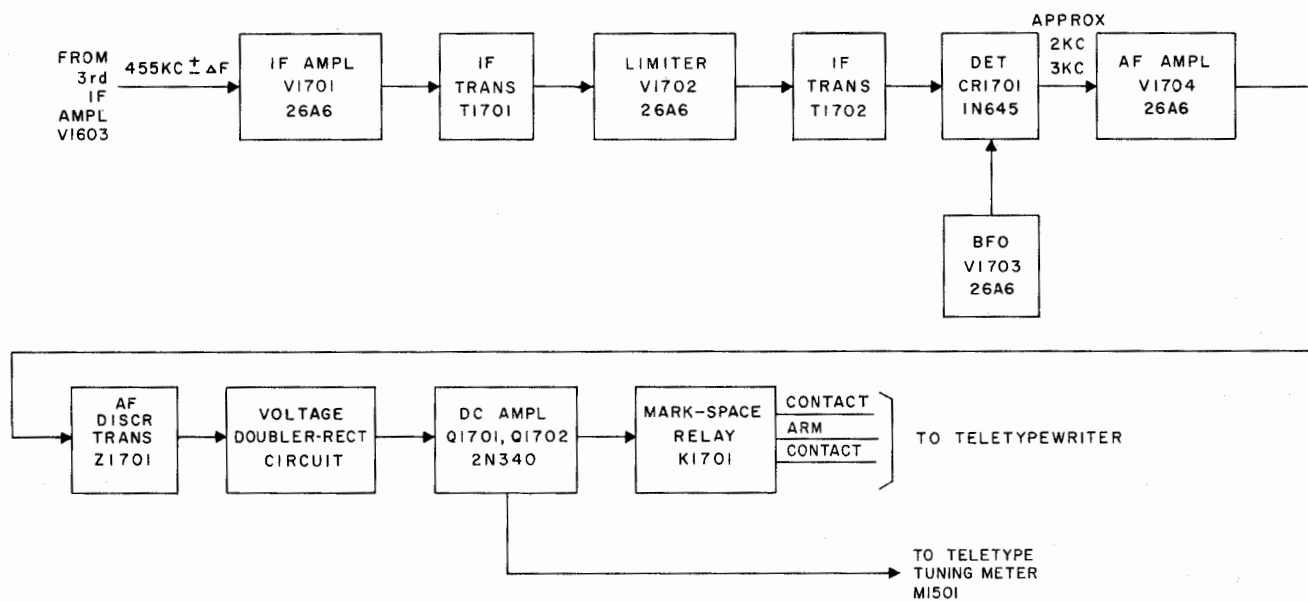 FROM
3rd
IF
AMPL
V1603
455KC ± ΔF
IF AMPL
V1701
26A6
IF
TRANS
T1701
LIMITER
V1702
26A6
IF
TRANS
T1702
DET
CR1701
1N645
APPROX
2KC
3KC
AF AMPL
V1704
26A6
BFO
V1703
26A6
AF
DISCR
TRANS
Z1701
VOLTAGE
DOUBLER-RECT
CIRCUIT
DC AMPL
Q1701, Q1702
2N340
MARK-SPACE
RELAY
K1701
CONTACT
ARM
CONTACT
TO TELETYPEWRITER
TO TELETYPE
TUNING METER
M1501